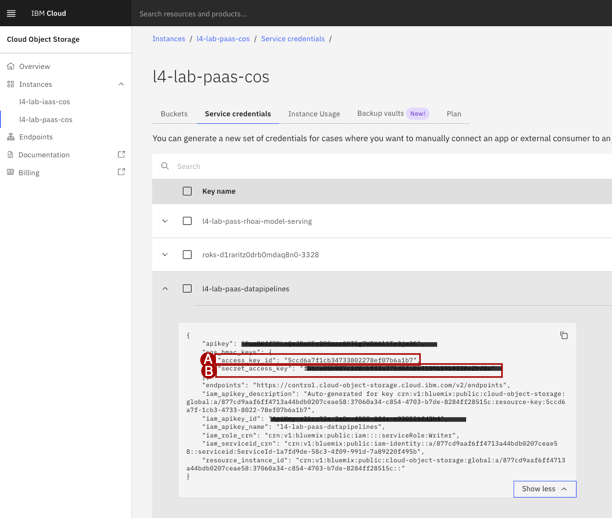 IBM Cloud
Search resources and products...
Cloud Object Storage
Overview
Instances
l4-lab-iaas-cos
l4-lab-paas-cos
Endpoints
Documentation
Billing
Instances / l4-lab-paas-cos / Service credentials /
l4-lab-paas-cos
Buckets
Service credentials
Instance Usage
Backup vaults New!
Plan
You can generate a new set of credentials for cases where you want to manually connect an app or external consumer to an
Search
Key name
l4-lab-pass-rhoai-model-serving
roks-d1raritz0drb0mdaq8n0-3328
l4-lab-paas-datapipelines
{
"apikey":
"cos_hmac_keys": {
A "access_key_id": "5ccd6a7f1cb34733802278ef07b6a1b7",
B "secret_access_key":
"endpoints": "https://control.cloud-object-storage.cloud.ibm.com/v2/endpoints",
"iam_apikey_description": "Auto-generated for key crn:v1:bluemix:public:cloud-object-storage:
global:a/877cd9aaf6ff4713a44bdb0207ceae58:37060a34-c854-4703-b7de-8284ff28515c:resource-key:5ccd6
a7f-1cb3-4733-8022-78ef07b6a1b7",
"iam_apikey_id":
"iam_apikey_name": "l4-lab-paas-datapipelines",
"iam_role_crn": "crn:v1:bluemix:public:iam::::serviceRole:Writer",
"iam_serviceid_crn": "crn:v1:bluemix:public:iam-identity::a/877cd9aaf6ff4713a44bdb0207ceae5
8::serviceid:ServiceId-1a7fd9de-58c3-4f09-991d-7a89220f495b",
"resource_instance_id": "crn:v1:bluemix:public:cloud-object-storage:global:a/877cd9aaf6ff4713
a44bdb0207ceae58:37060a34-c854-4703-b7de-8284ff28515c::"
}
Show less